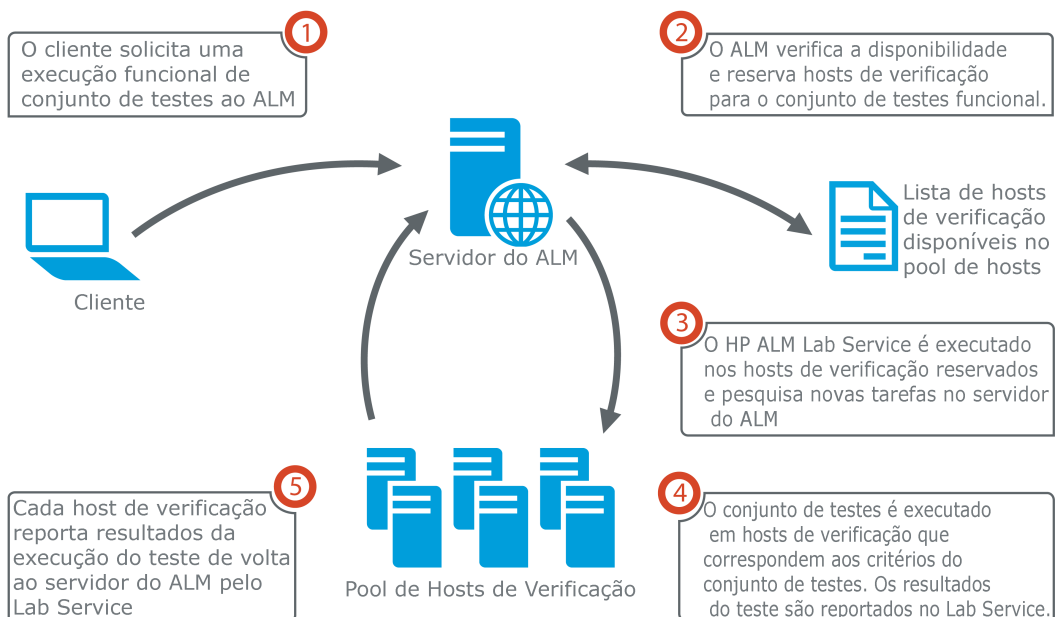 1
O cliente solicita uma
execução funcional de
conjunto de testes ao ALM
2
O ALM verifica a disponibilidade
e reserva hosts de verificação
para o conjunto de testes funcional.
Cliente
Servidor do ALM
Lista de hosts
de verificação
disponíveis no
pool de hosts
3
O HP ALM Lab Service é executado
nos hosts de verificação reservados
e pesquisa novas tarefas no servidor
do ALM
4
O conjunto de testes é executado
em hosts de verificação que
correspondem aos critérios do
conjunto de testes. Os resultados
do teste são reportados no Lab Service.
Pool de Hosts de Verificação
5
Cada host de verificação
reporta resultados da
execução do teste de volta
ao servidor do ALM pelo
Lab Service